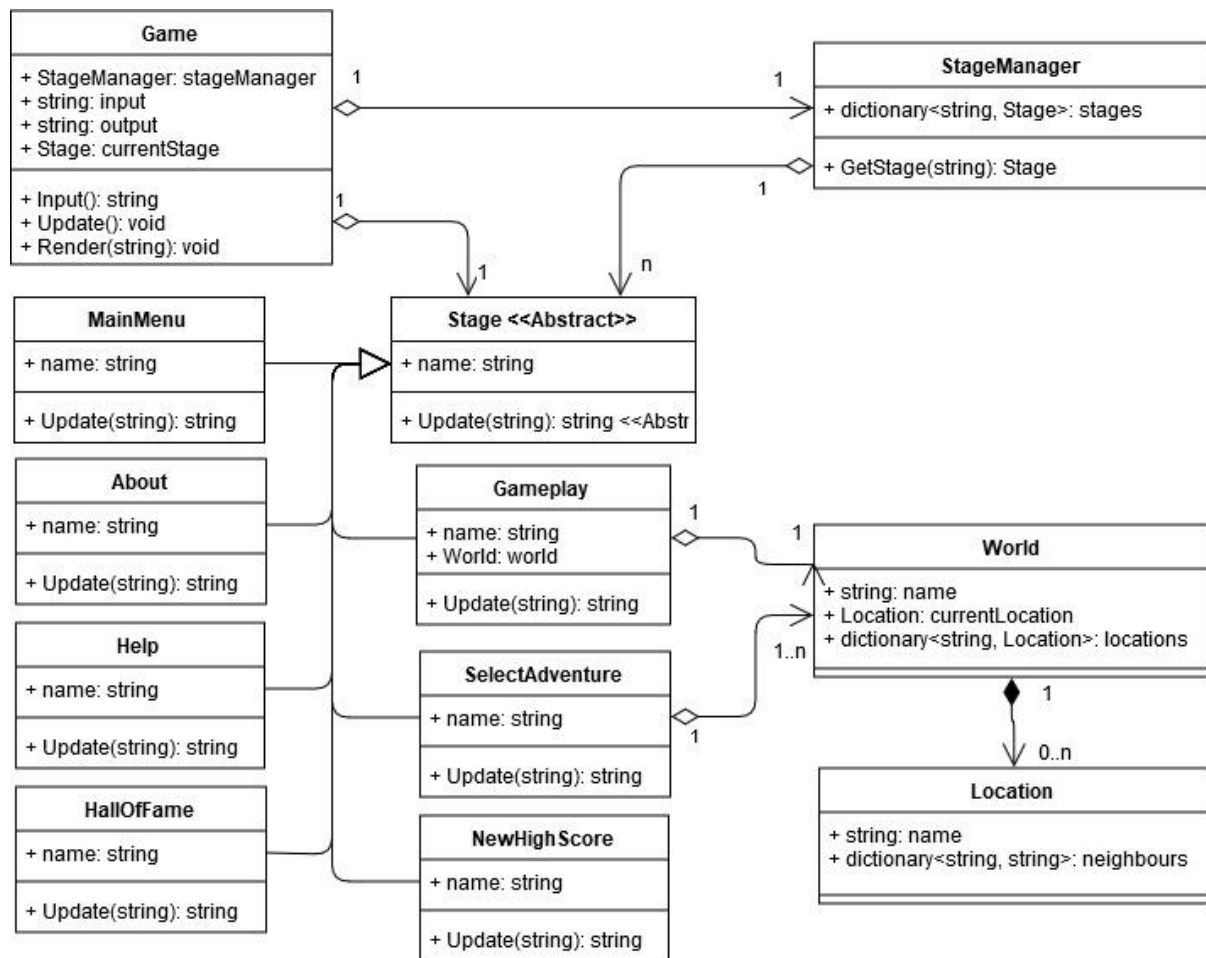 Game
+ StageManager: stageManager
+ string: input
+ string: output
+ Stage: currentStage
+ Input(): string
+ Update(): void
+ Render(string): void
1
1
StageManager
+ dictionary<string, Stage>: stages
+ GetStage(string): Stage
1
1
1
n
MainMenu
+ name: string
+ Update(string): string
Stage <<Abstract>>
+ name: string
+ Update(string): string <<Abstr
About
+ name: string
+ Update(string): string
Gameplay
+ name: string
+ World: world
+ Update(string): string
1
1
World
+ string: name
+ Location: currentLocation
+ dictionary<string, Location>: locations
Help
+ name: string
+ Update(string): string
SelectAdventure
+ name: string
+ Update(string): string
1..n
1
1
0..n
HallOfFame
+ name: string
+ Update(string): string
NewHighScore
+ name: string
+ Update(string): string
Location
+ string: name
+ dictionary<string, string>: neighbours